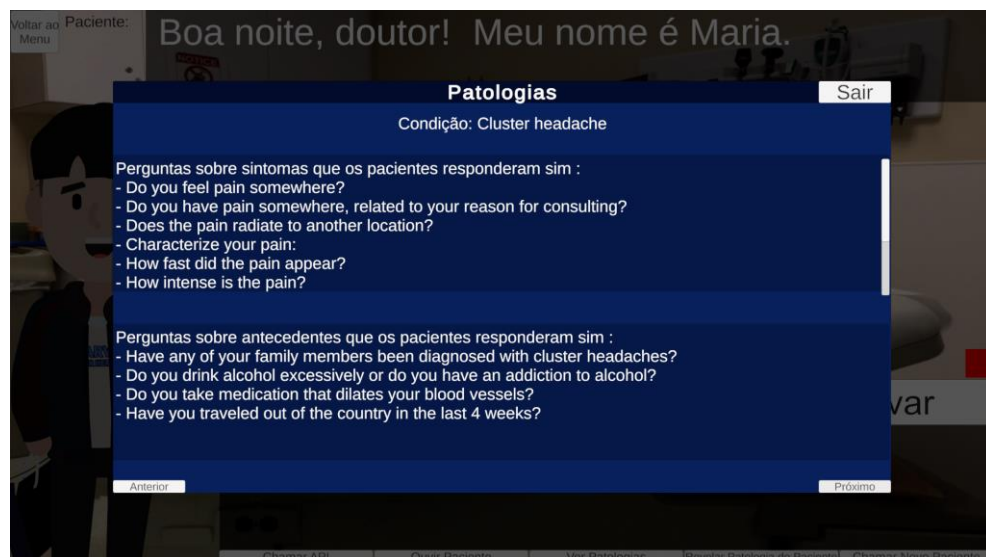 Voltar ao
Menu
Paciente:
Boa noite, doutor! Meu nome é Maria.
NOTICE
Patologias
Sair
Condição: Cluster headache
Perguntas sobre sintomas que os pacientes responderam sim :
- Do you feel pain somewhere?
- Do you have pain somewhere, related to your reason for consulting?
- Does the pain radiate to another location?
- Characterize your pain:
- How fast did the pain appear?
- How intense is the pain?
Perguntas sobre antecedentes que os pacientes responderam sim :
- Have any of your family members been diagnosed with cluster headaches?
- Do you drink alcohol excessively or do you have an addiction to alcohol?
- Do you take medication that dilates your blood vessels?
- Have you traveled out of the country in the last 4 weeks?
var
Anterior
Próximo
Chamar API
Ouvir Paciente
Ver Patologias
Revelar Patologia do Paciente
Chamar Novo Paciente